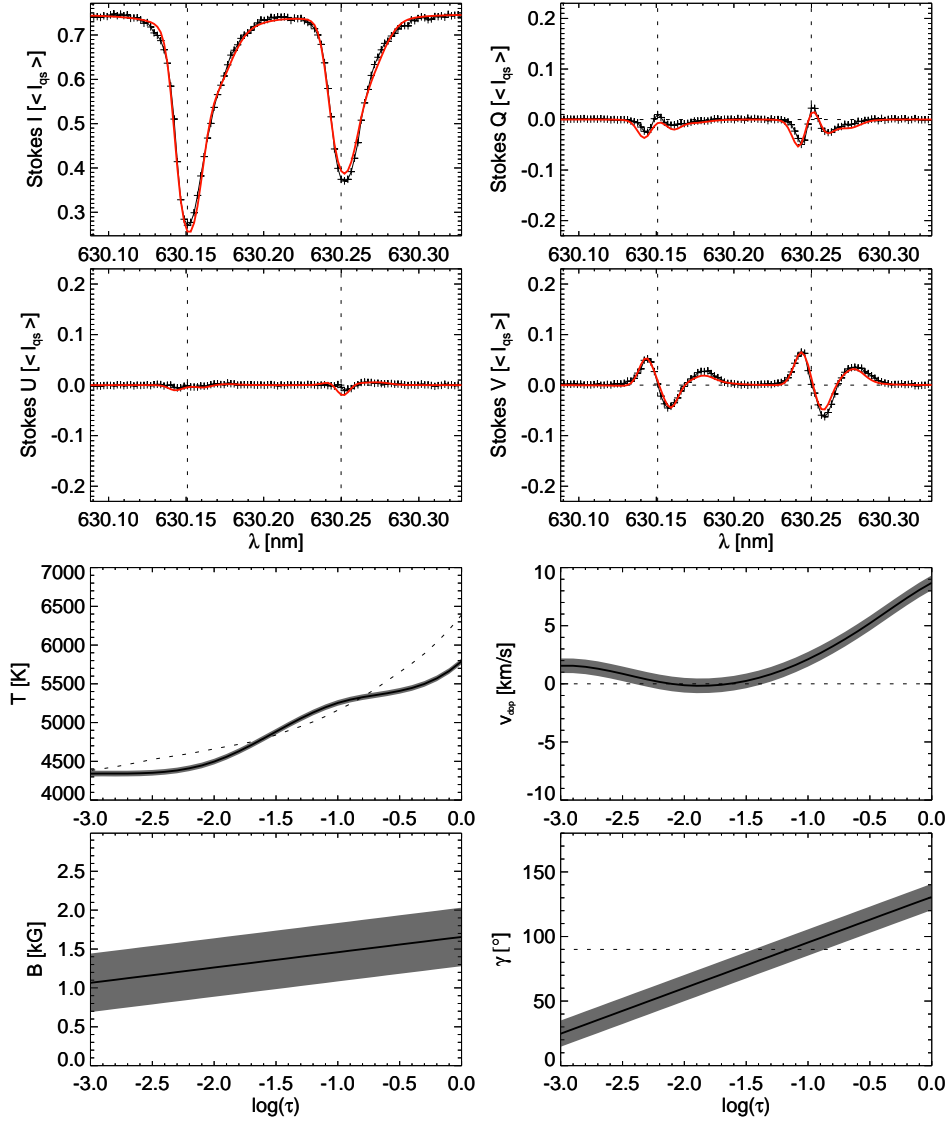 Stokes I [< I_qs >]
0.7
0.6
0.5
0.4
0.3
630.10 630.15 630.20 630.25 630.30
Stokes Q [< I_qs >]
0.2
0.1
0.0
-0.1
-0.2
630.10 630.15 630.20 630.25 630.30
Stokes U [< I_qs >]
0.2
0.1
0.0
-0.1
-0.2
630.10 630.15 630.20 630.25 630.30
λ [nm]
Stokes V [< I_qs >]
0.2
0.1
0.0
-0.1
-0.2
630.10 630.15 630.20 630.25 630.30
λ [nm]
T [K]
7000
6500
6000
5500
5000
4500
4000
-3.0 -2.5 -2.0 -1.5 -1.0 -0.5 0.0
v_dop [km/s]
10
5
0
-5
-10
-3.0 -2.5 -2.0 -1.5 -1.0 -0.5 0.0
B [kG]
2.5
2.0
1.5
1.0
0.5
0.0
-3.0 -2.5 -2.0 -1.5 -1.0 -0.5 0.0
log(τ)
γ [°]
150
100
50
0
-3.0 -2.5 -2.0 -1.5 -1.0 -0.5 0.0
log(τ)